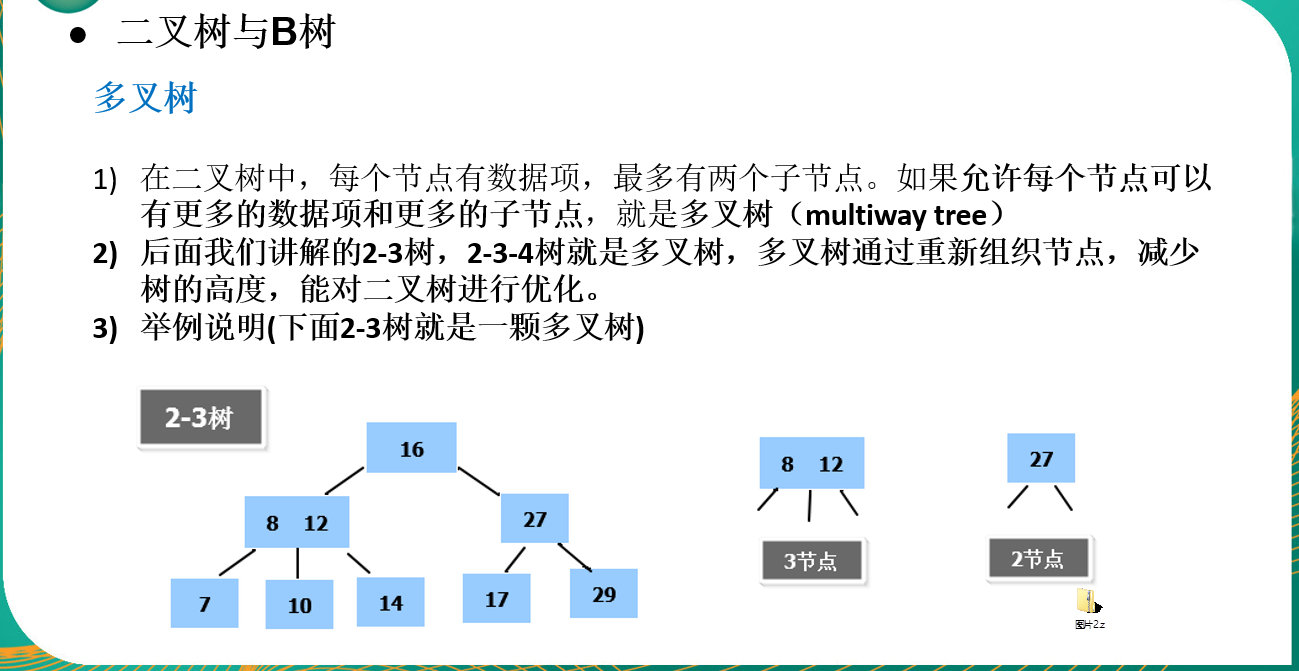 ● 二叉树与B树
多叉树
1) 在二叉树中，每个节点有数据项，最多有两个子节点。如果允许每个节点可以
有更多的数据项和更多的子节点，就是多叉树（multiway tree）
2) 后面我们讲解的2-3树，2-3-4树就是多叉树，多叉树通过重新组织节点，减少
树的高度，能对二叉树进行优化。
3) 举例说明(下面2-3树就是一颗多叉树)
2-3树
16
8 12
27
7
10
14
17
29
8 12
3节点
27
2节点
图片2.z